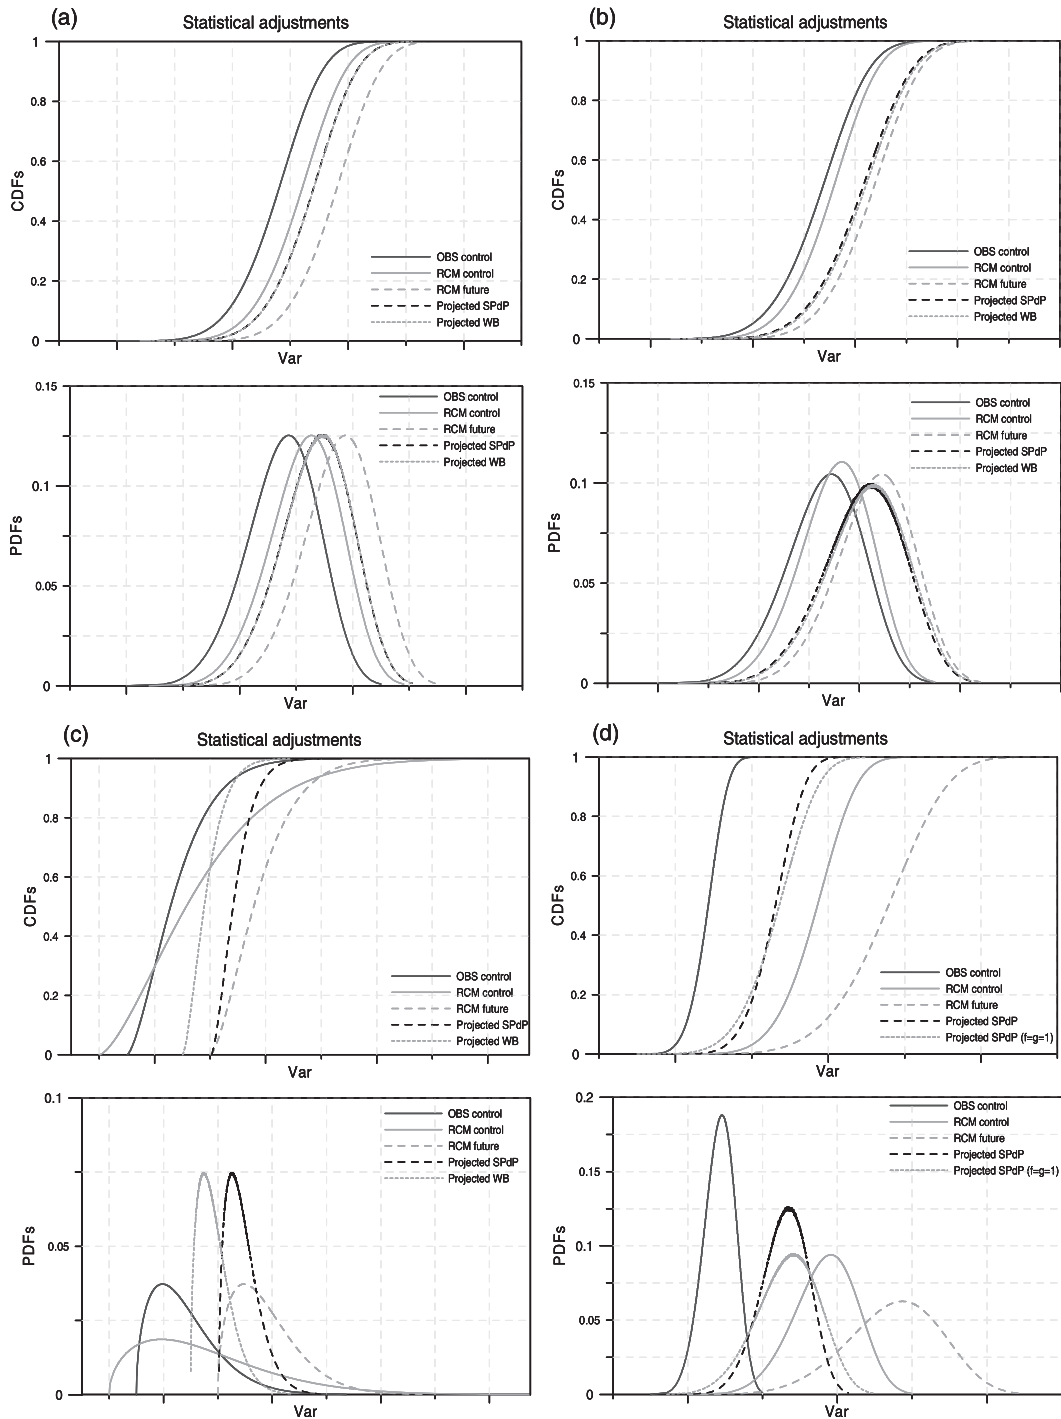 (a)
Statistical adjustments
1
0.8
0.6
0.4
0.2
0
CDFs
Var
OBS control
RCM control
RCM future
Projected SPdP
Projected WB
0.15
0.1
0.05
0
PDFs
Var
OBS control
RCM control
RCM future
Projected SPdP
Projected WB
(b)
Statistical adjustments
1
0.8
0.6
0.4
0.2
0
CDFs
Var
OBS control
RCM control
RCM future
Projected SPdP
Projected WB
0.15
0.1
0.05
0
PDFs
Var
OBS control
RCM control
RCM future
Projected SPdP
Projected WB
(c)
Statistical adjustments
1
0.8
0.6
0.4
0.2
0
CDFs
Var
OBS control
RCM control
RCM future
Projected SPdP
Projected WB
0.1
0.05
0
PDFs
Var
OBS control
RCM control
RCM future
Projected SPdP
Projected WB
(d)
Statistical adjustments
1
0.8
0.6
0.4
0.2
0
CDFs
Var
OBS control
RCM control
RCM future
Projected SPdP
Projected SPdP (f=g=1)
0.2
0.15
0.1
0.05
0
PDFs
Var
OBS control
RCM control
RCM future
Projected SPdP
Projected SPdP (f=g=1)